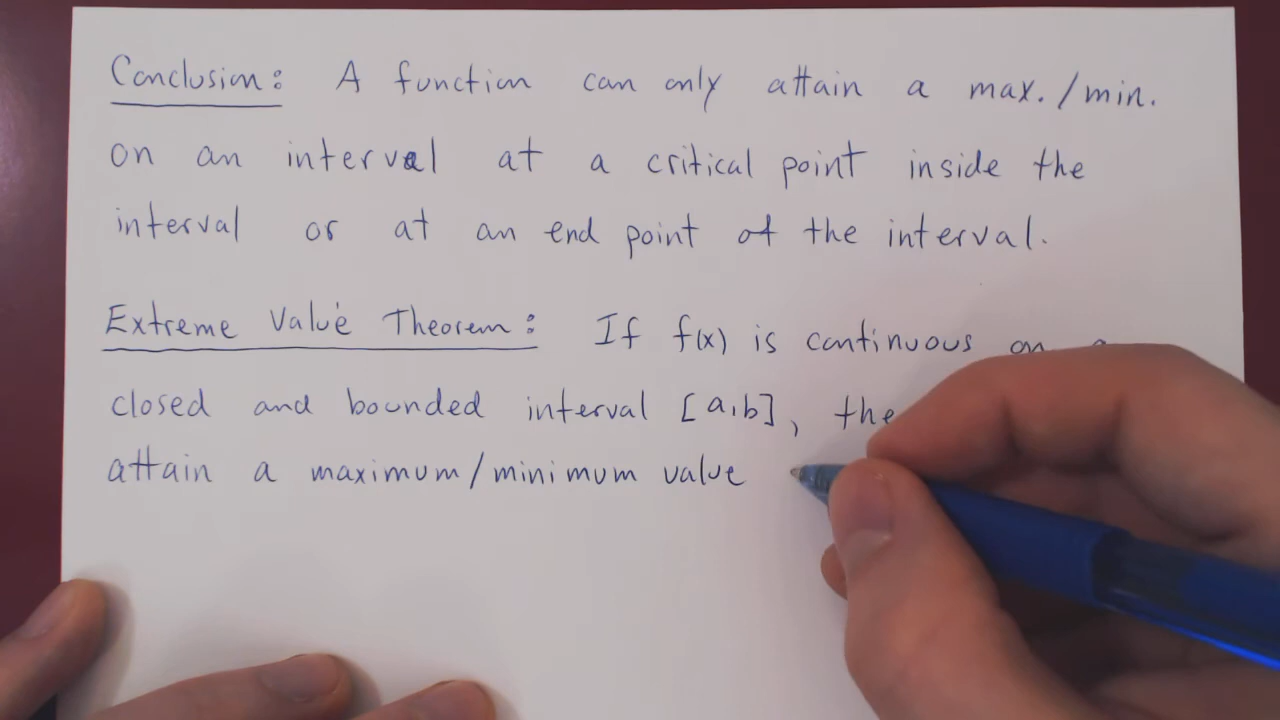 Conclusion: A function can only attain a max./min.
on an interval at a critical point inside the
interval or at an end point of the interval.
Extreme Value Theorem: If f(x) is continuous on a
closed and bounded interval [a,b],
attain a maximum/minimum value